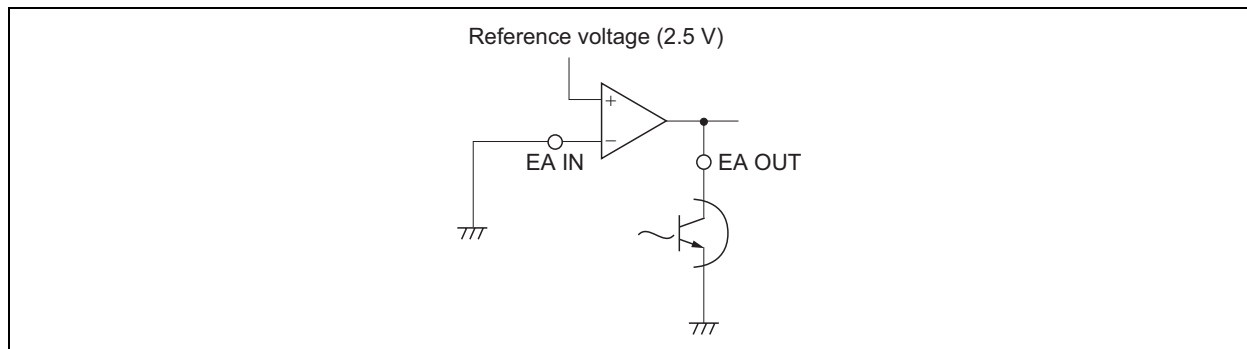 Reference voltage (2.5 V)
+
−
EA IN
EA OUT